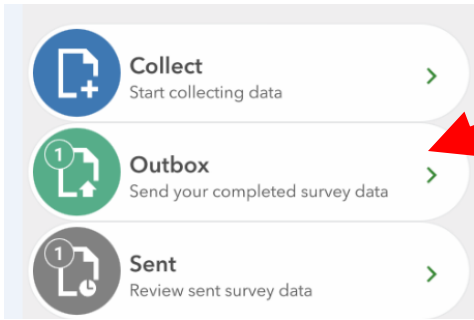 Collect
Start collecting data
1
Outbox
Send your completed survey data
1
Sent
Review sent survey data